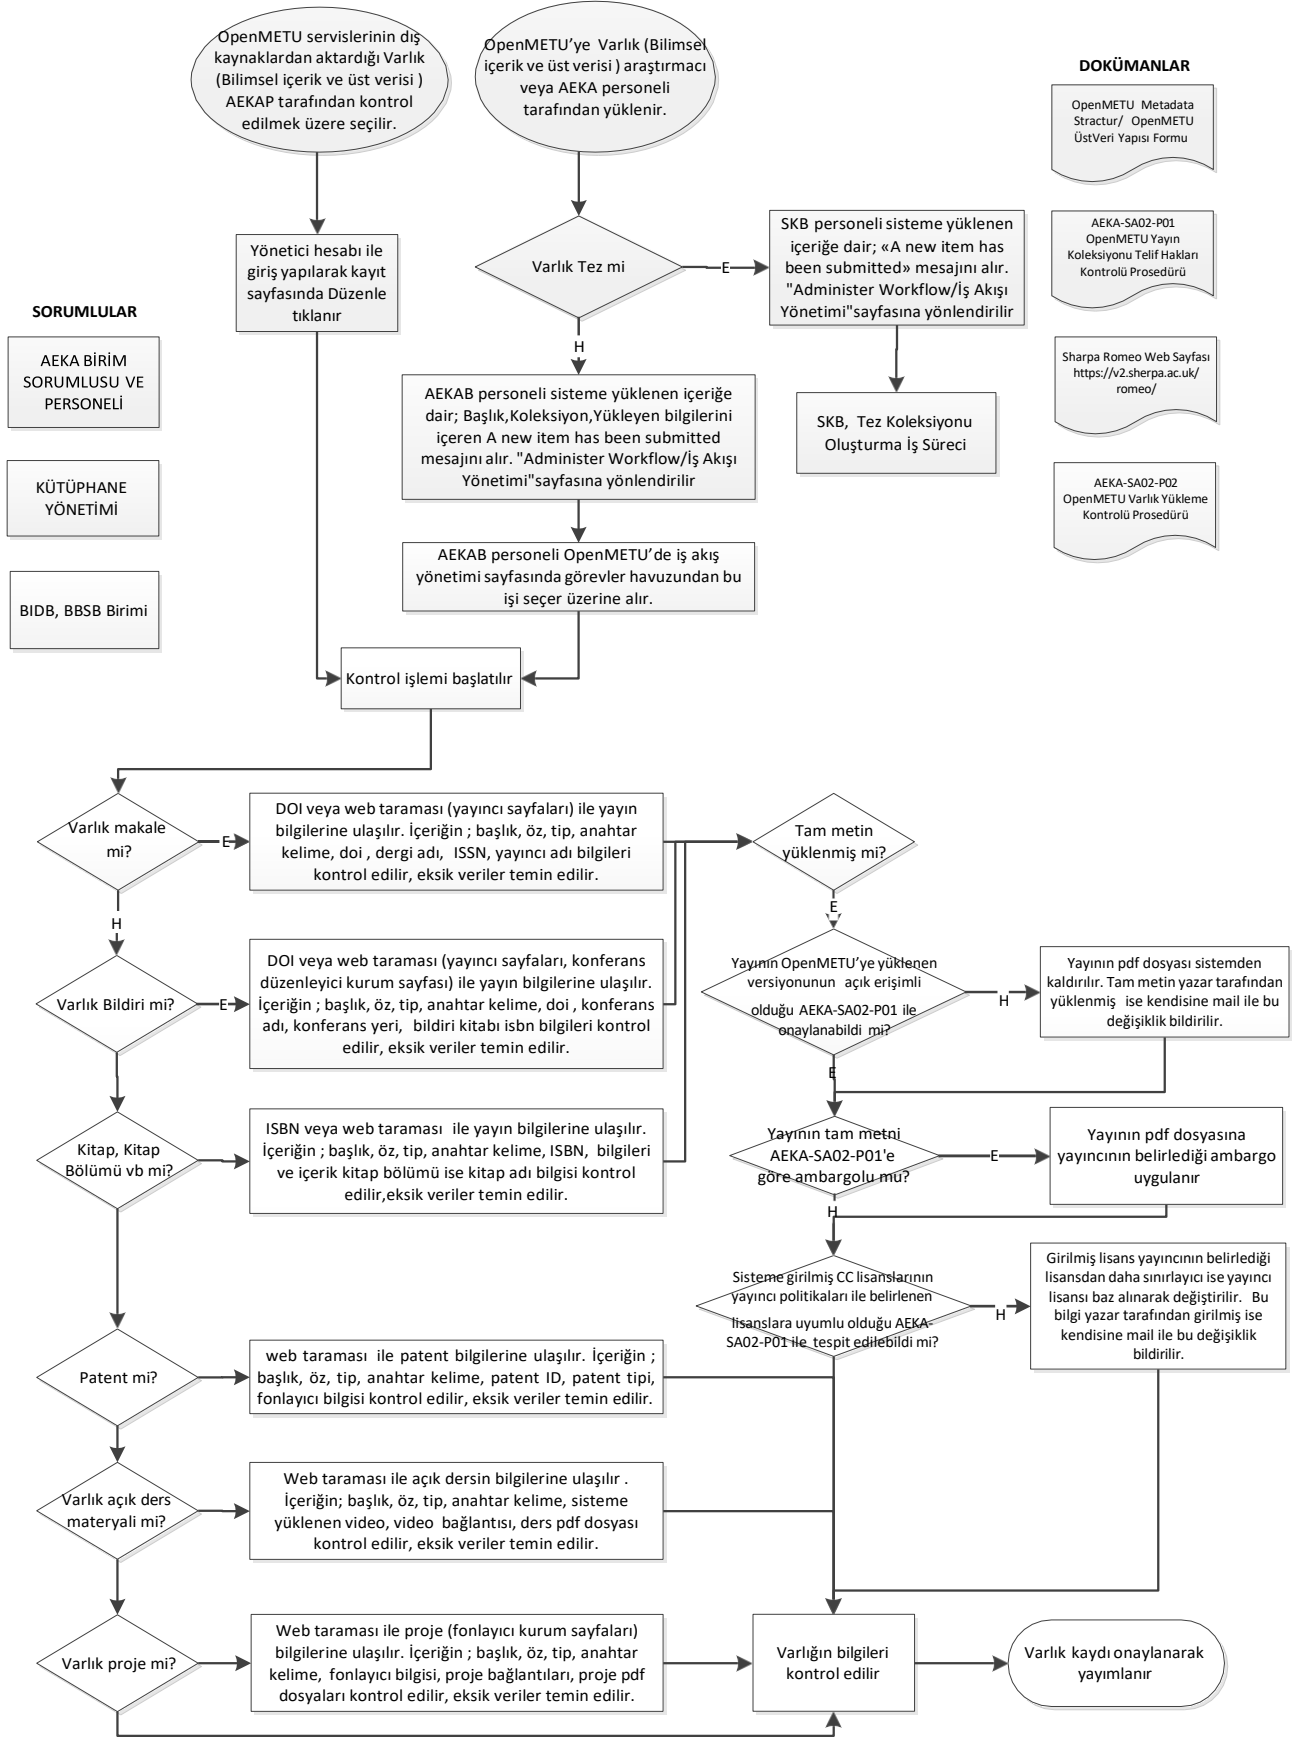 OpenMETU servislerinin dış
kaynaklardan aktardığı Varlık
(Bilimsel içerik ve üst verisi )
AEKAP tarafından kontrol
edilmek üzere seçilir.
OpenMETU’ye Varlık (Bilimsel
içerik ve üst verisi ) araştırmacı
veya AEKA personeli
tarafından yüklenir.
DOKÜMANLAR
OpenMETU Metadata
Stractur/ OpenMETU
ÜstVeri Yapısı Formu
AEKA-SA02-P01
OpenMETU Yayın
Koleksiyonu Telif Hakları
Kontrolü Prosedürü
Sharpa Romeo Web Sayfası
https://v2.sherpa.ac.uk/
romeo/
AEKA-SA02-P02
OpenMETU Varlık Yükleme
Kontrolü Prosedürü
SORUMLULAR
AEKA BİRİM
SORUMLUSU VE
PERSONELİ
KÜTÜPHANE
YÖNETİMİ
BIDB, BBSB Birimi
Yönetici hesabı ile
giriş yapılarak kayıt
sayfasında Düzenle
tıklanır
Varlık Tez mi
E
SKB personeli sisteme yüklenen
içeriğe dair; «A new item has
been submitted» mesajını alır.
"Administer Workflow/İş Akışı
Yönetimi"sayfasına yönlendirilir
H
SKB, Tez Koleksiyonu
Oluşturma İş Süreci
AEKAB personeli sisteme yüklenen içeriğe
dair; Başlık,Koleksiyon,Yükleyen bilgilerini
içeren A new item has been submitted
mesajını alır. "Administer Workflow/İş Akışı
Yönetimi"sayfasına yönlendirilir
AEKAB personeli OpenMETU’de iş akış
yönetimi sayfasında görevler havuzundan bu
işi seçer üzerine alır.
Kontrol işlemi başlatılır
Varlık makale
mi?
E
DOI veya web taraması (yayıncı sayfaları) ile yayın
bilgilerine ulaşılır. İçeriğin ; başlık, öz, tip, anahtar
kelime, doi , dergi adı, ISSN, yayıncı adı bilgileri
kontrol edilir, eksik veriler temin edilir.
Tam metin
yüklenmiş mi?
H
E
Varlık Bildiri mi?
E
DOI veya web taraması (yayıncı sayfaları, konferans
düzenleyici kurum sayfası) ile yayın bilgilerine ulaşılır.
İçeriğin ; başlık, öz, tip, anahtar kelime, doi , konferans
adı, konferans yeri, bildiri kitabı isbn bilgileri kontrol
edilir, eksik veriler temin edilir.
Yayının OpenMETU’ye yüklenen
versiyonunun açık erişimli
olduğu AEKA-SA02-P01 ile
onaylanabildi mi?
H
Yayının pdf dosyası sistemden
kaldırılır. Tam metin yazar tarafından
yüklenmiş ise kendisine mail ile bu
değişiklik bildirilir.
E
Kitap, Kitap
Bölümü vb mi?
ISBN veya web taraması ile yayın bilgilerine ulaşılır.
İçeriğin ; başlık, öz, tip, anahtar kelime, ISBN, bilgileri
ve içerik kitap bölümü ise kitap adı bilgisi kontrol
edilir,eksik veriler temin edilir.
Yayının tam metni
AEKA-SA02-P01'e
göre ambargolu mu?
E
Yayının pdf dosyasına
yayıncının belirlediği ambargo
uygulanır
H
Sisteme girilmiş CC lisanslarının
yayıncı politikaları ile belirlenen
lisanslara uyumlu olduğu AEKA-
SA02-P01 ile tespit edilebildi mi?
H
Girilmiş lisans yayıncının belirlediği
lisansdan daha sınırlayıcı ise yayıncı
lisansı baz alınarak değiştirilir. Bu
bilgi yazar tarafından girilmiş ise
kendisine mail ile bu değişiklik
bildirilir.
Patent mi?
web taraması ile patent bilgilerine ulaşılır. İçeriğin ;
başlık, öz, tip, anahtar kelime, patent ID, patent tipi,
fonlayıcı bilgisi kontrol edilir, eksik veriler temin edilir.
Varlık açık ders
materyali mi?
Web taraması ile açık dersin bilgilerine ulaşılır .
İçeriğin; başlık, öz, tip, anahtar kelime, sisteme
yüklenen video, video bağlantısı, ders pdf dosyası
kontrol edilir, eksik veriler temin edilir.
Varlık proje mi?
Web taraması ile proje (fonlayıcı kurum sayfaları)
bilgilerine ulaşılır. İçeriğin ; başlık, öz, tip, anahtar
kelime, fonlayıcı bilgisi, proje bağlantıları, proje pdf
dosyaları kontrol edilir, eksik veriler temin edilir.
Varlığın bilgileri
kontrol edilir
Varlık kaydı onaylanarak
yayımlanır